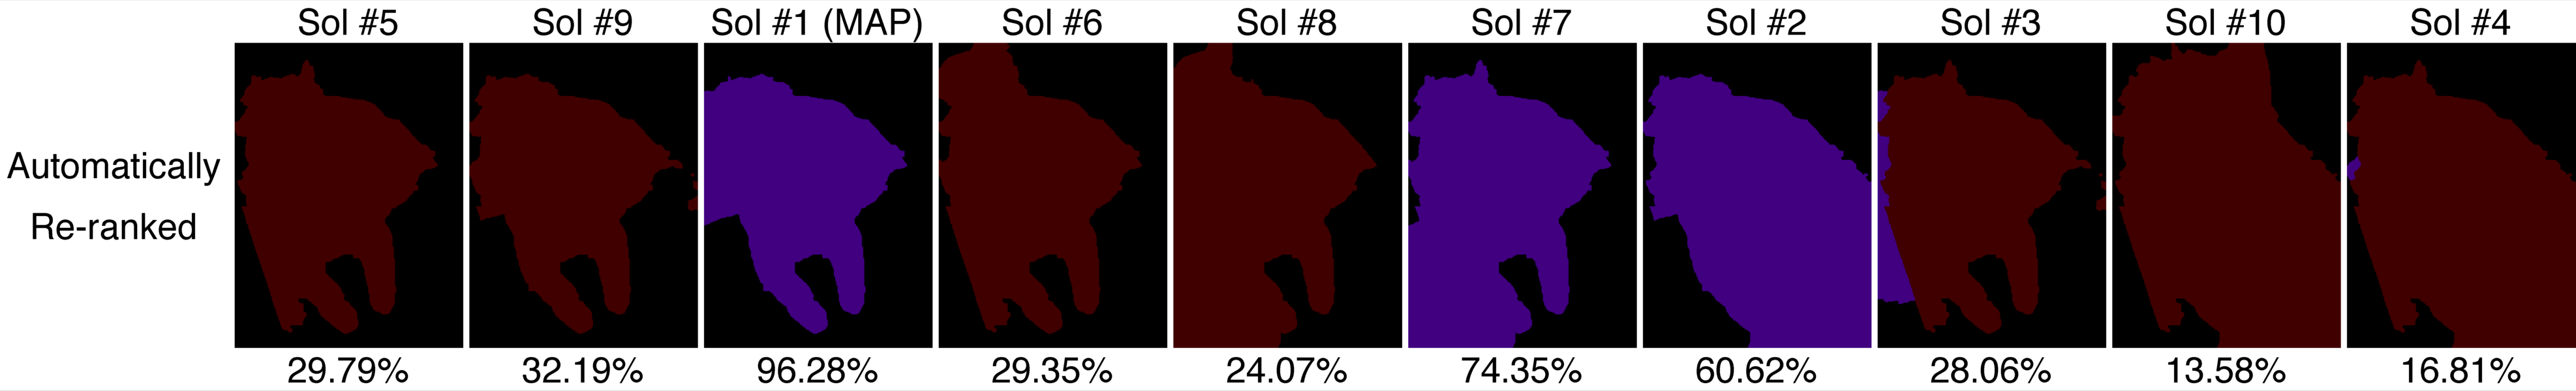 Sol #5 Sol #9 Sol #1 (MAP) Sol #6 Sol #8 Sol #7 Sol #2 Sol #3 Sol #10 Sol #4
Automatically
Re-ranked
29.79% 32.19% 96.28% 29.35% 24.07% 74.35% 60.62% 28.06% 13.58% 16.81%